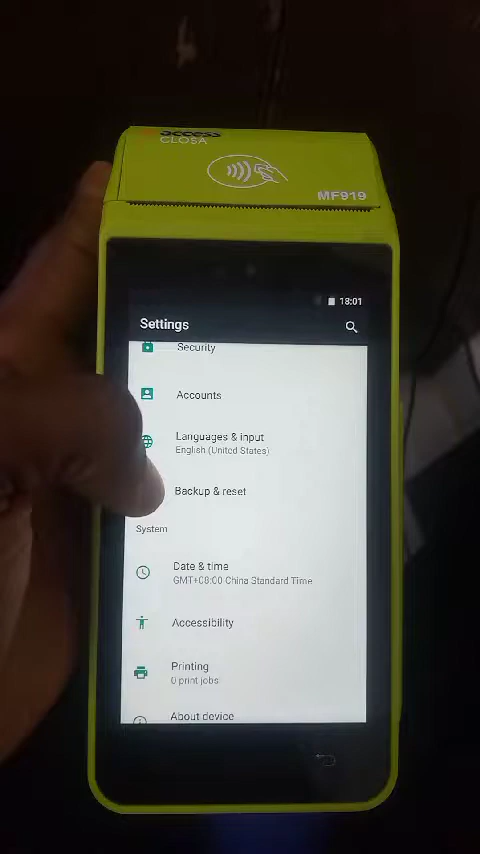 access
CLOSA
MF919
18:01
Settings
Security
Accounts
Languages & input
English (United States)
Backup & reset
System
Date & time
GMT+08:00 China Standard Time
Accessibility
Printing
0 print jobs
About device